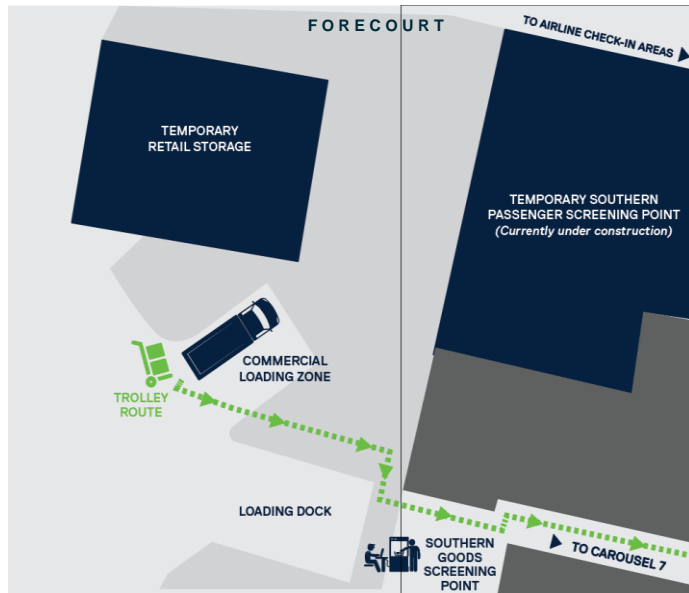 FORECOURT
TO AIRLINE CHECK-IN AREAS
TEMPORARY
RETAIL STORAGE
TEMPORARY SOUTHERN
PASSENGER SCREENING POINT
(Currently under construction)
COMMERCIAL
LOADING ZONE
TROLLEY
ROUTE
LOADING DOCK
SOUTHERN
GOODS
SCREENING
POINT
TO CAROUSEL 7